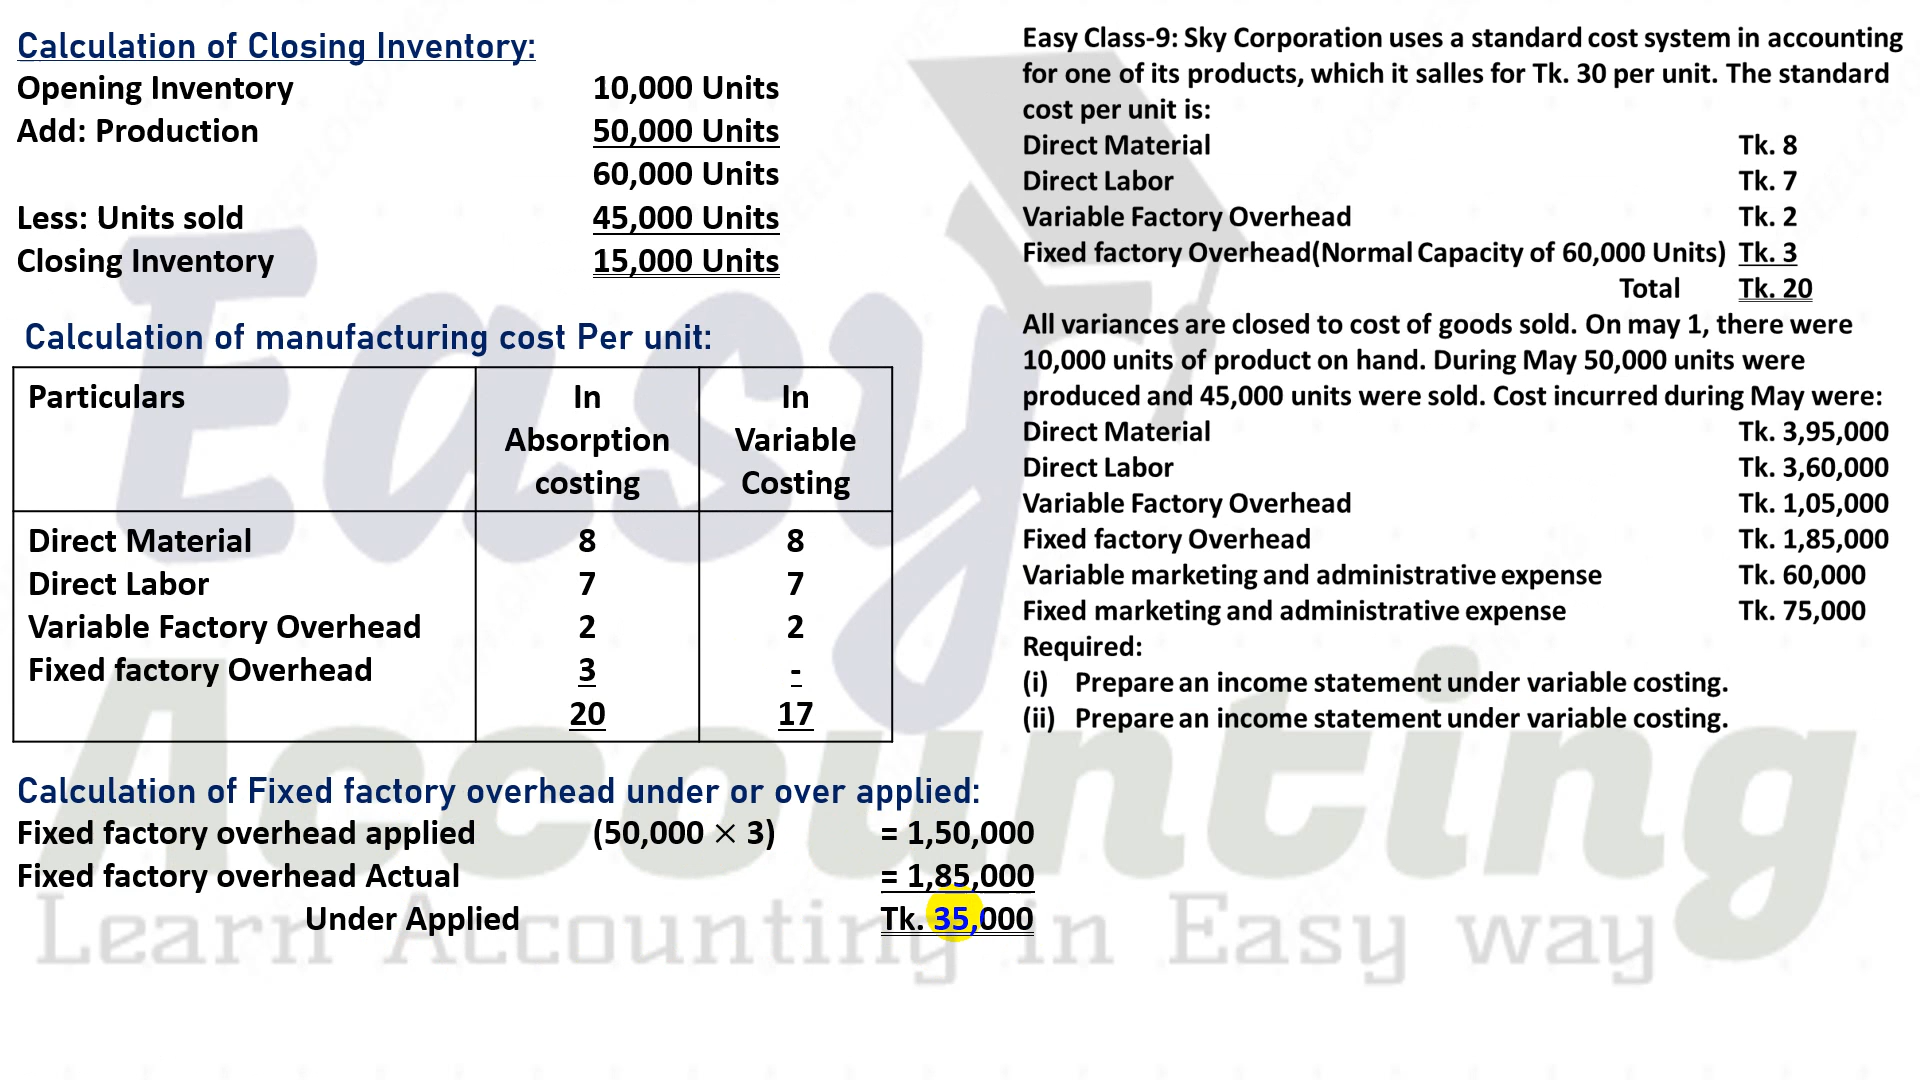 Calculation of Closing Inventory:
Opening Inventory 10,000 Units
Add: Production 50,000 Units
60,000 Units
Less: Units sold 45,000 Units
Closing Inventory 15,000 Units
Calculation of manufacturing cost Per unit:
Particulars In Absorption costing In Variable Costing
Direct Material 8 8
Direct Labor 7 7
Variable Factory Overhead 2 2
Fixed factory Overhead 3 -
20 17
Calculation of Fixed factory overhead under or over applied:
Fixed factory overhead applied (50,000 × 3) = 1,50,000
Fixed factory overhead Actual = 1,85,000
Under Applied Tk. 35,000
Easy Class-9: Sky Corporation uses a standard cost system in accounting
for one of its products, which it salles for Tk. 30 per unit. The standard
cost per unit is:
Direct Material Tk. 8
Direct Labor Tk. 7
Variable Factory Overhead Tk. 2
Fixed factory Overhead(Normal Capacity of 60,000 Units) Tk. 3
Total Tk. 20
All variances are closed to cost of goods sold. On may 1, there were
10,000 units of product on hand. During May 50,000 units were
produced and 45,000 units were sold. Cost incurred during May were:
Direct Material Tk. 3,95,000
Direct Labor Tk. 3,60,000
Variable Factory Overhead Tk. 1,05,000
Fixed factory Overhead Tk. 1,85,000
Variable marketing and administrative expense Tk. 60,000
Fixed marketing and administrative expense Tk. 75,000
Required:
(i) Prepare an income statement under variable costing.
(ii) Prepare an income statement under variable costing.
Easy
Accounting
Learn Accounting in Easy way